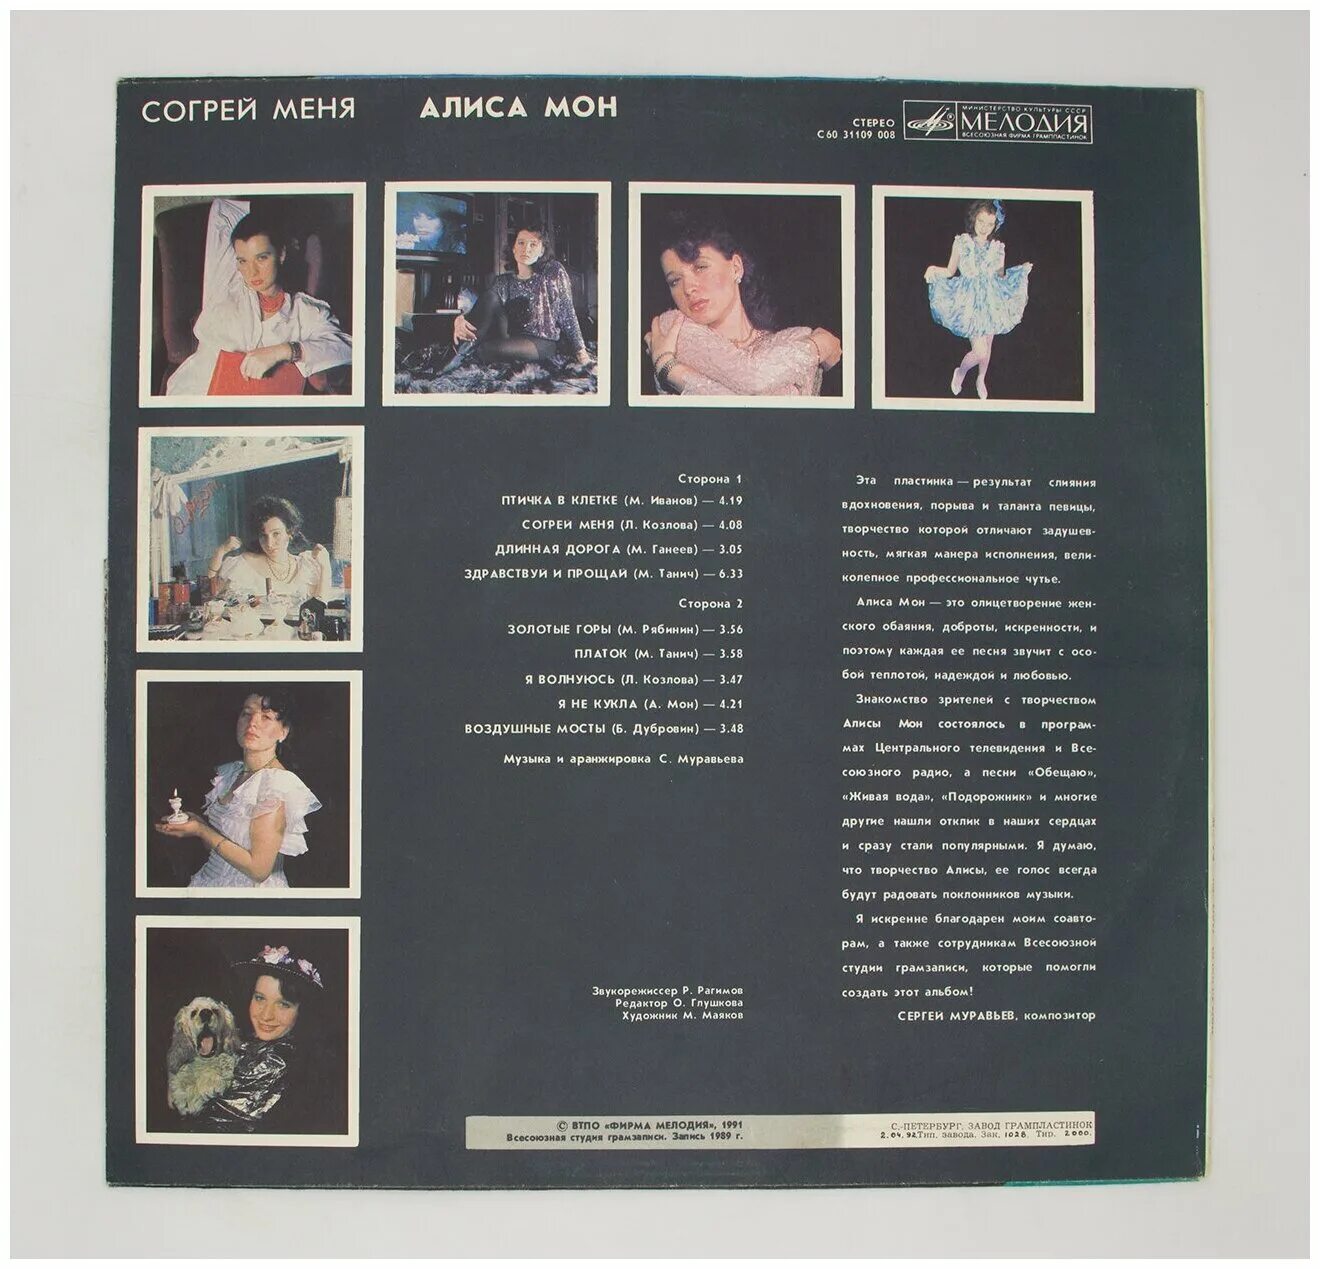 СОГРЕЙ МЕНЯ
АЛИСА МОН
СТЕРЕО
С60 31109 008
МИНИСТЕРСТВО КУЛЬТУРЫ СССР
МЕЛОДИЯ
ВСЕСОЮЗНАЯ ФИРМА ГРАМПЛАСТИНОК
Сторона 1
ПТИЧКА В КЛЕТКЕ (М. Иванов) — 4.19
СОГРЕЙ МЕНЯ (Л. Козлова) — 4.08
ДЛИННАЯ ДОРОГА (М. Ганеев) — 3.05
ЗДРАВСТВУЙ И ПРОЩАЙ (М. Танич) — 6.33
Сторона 2
ЗОЛОТЫЕ ГОРЫ (М. Рябинин) — 3.56
ПЛАТОК (М. Танич) — 3.58
Я ВОЛНУЮСЬ (Л. Козлова) — 3.47
Я НЕ КУКЛА (А. Мон) — 4.21
ВОЗДУШНЫЕ МОСТЫ (Б. Дубровин) — 3.48
Музыка и аранжировка С. Муравьева
Звукорежиссер Р. Рагимов
Редактор О. Глушкова
Художник М. Маяков
Эта пластинка — результат слияния
вдохновения, порыва и таланта певицы,
творчество которой отличают задушев-
ность, мягкая манера исполнения, вели-
колепное профессиональное чутье.
Алиса Мон — это олицетворение жен-
ского обаяния, доброты, искренности, и
поэтому каждая ее песня звучит с осо-
бой теплотой, надеждой и любовью.
Знакомство зрителей с творчеством
Алисы Мон состоялось в програм-
мах Центрального телевидения и Все-
союзного радио, а песни «Обещаю»,
«Живая вода», «Подорожник» и многие
другие нашли отклик в наших сердцах
и сразу стали популярными. Я думаю,
что творчество Алисы, ее голос всегда
будут радовать поклонников музыки.
Я искренне благодарен моим соавто-
рам, а также сотрудникам Всесоюзной
студии грамзаписи, которые помогли
создать этот альбом!
СЕРГЕЙ МУРАВЬЕВ, композитор
© ВТПО «ФИРМА МЕЛОДИЯ», 1991
Всесоюзная студия грамзаписи. Запись 1989 г.
С.-ПЕТЕРБУРГ. ЗАВОД ГРАМПЛАСТИНОК
2.04.92. Тип. завода. Зак. 1028. Тир. 2000.